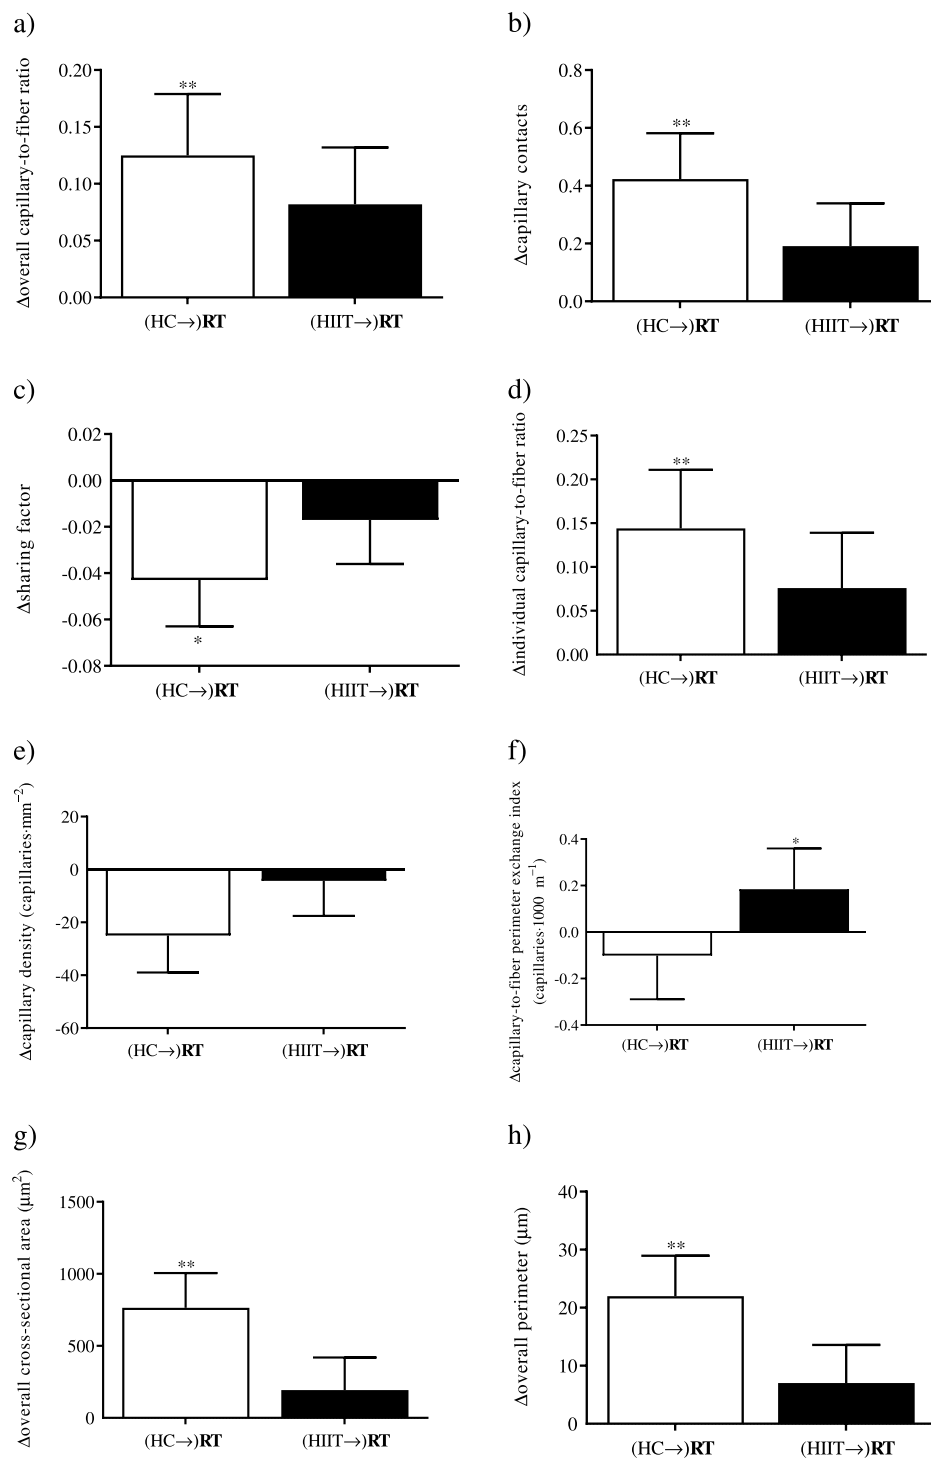 a)
Δoverall capillary-to-fiber ratio
0.20
0.15
0.10
0.05
0.00
**
(HC→)RT
(HIIT→)RT
b)
Δcapillary contacts
0.8
0.6
0.4
0.2
0.0
**
(HC→)RT
(HIIT→)RT
c)
Δsharing factor
0.02
0.00
-0.02
-0.04
-0.06
-0.08
*
(HC→)RT
(HIIT→)RT
d)
Δindividual capillary-to-fiber ratio
0.25
0.20
0.15
0.10
0.05
0.00
**
(HC→)RT
(HIIT→)RT
e)
Δcapillary density (capillaries·mm⁻²)
20
0
-20
-40
-60
(HC→)RT
(HIIT→)RT
f)
Δcapillary-to-fiber perimeter exchange index
(capillaries·1000 m⁻¹)
0.4
0.2
0.0
-0.2
-0.4
*
(HC→)RT
(HIIT→)RT
g)
Δoverall cross-sectional area (μm²)
1500
1000
500
0
**
(HC→)RT
(HIIT→)RT
h)
Δoverall perimeter (μm)
40
30
20
10
0
**
(HC→)RT
(HIIT→)RT